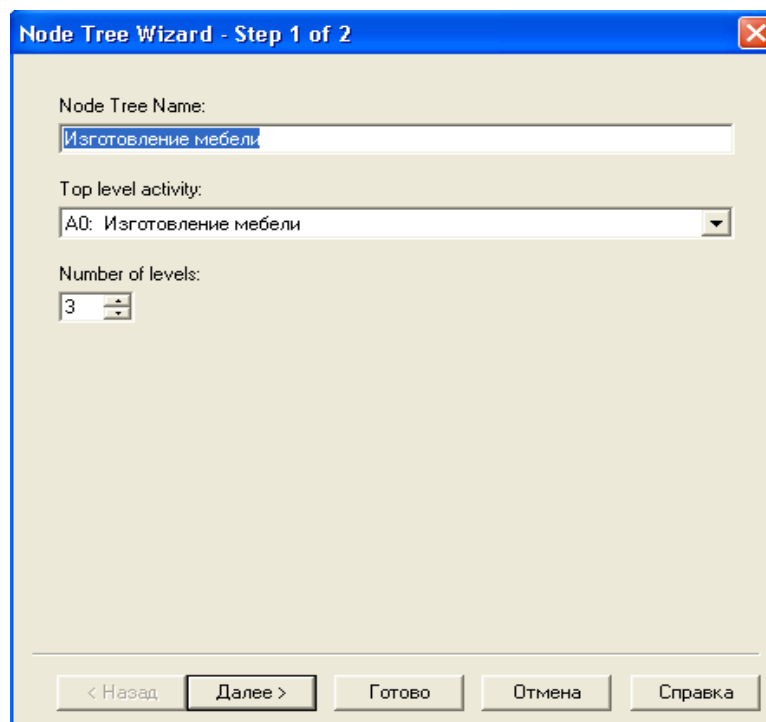 Node Tree Wizard - Step 1 of 2
Node Tree Name:
Изготовление мебели
Top level activity:
A0: Изготовление мебели
Number of levels:
3
< Назад Далее > Готово Отмена Справка